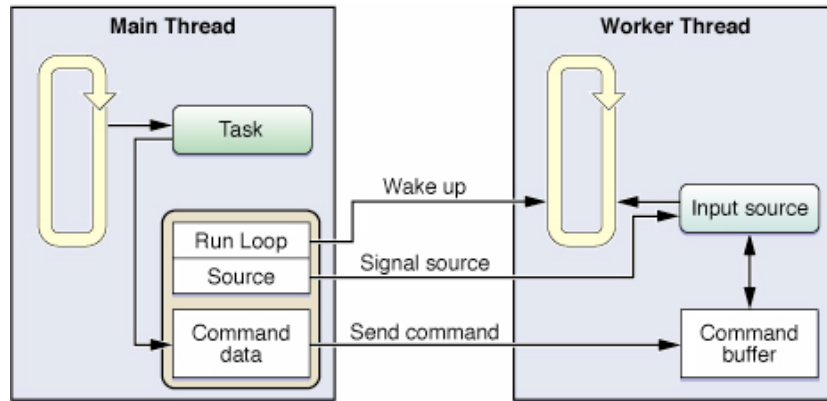 Main Thread
Task
Run Loop
Source
Command
data
Wake up
Signal source
Send command
Worker Thread
Input source
Command
buffer